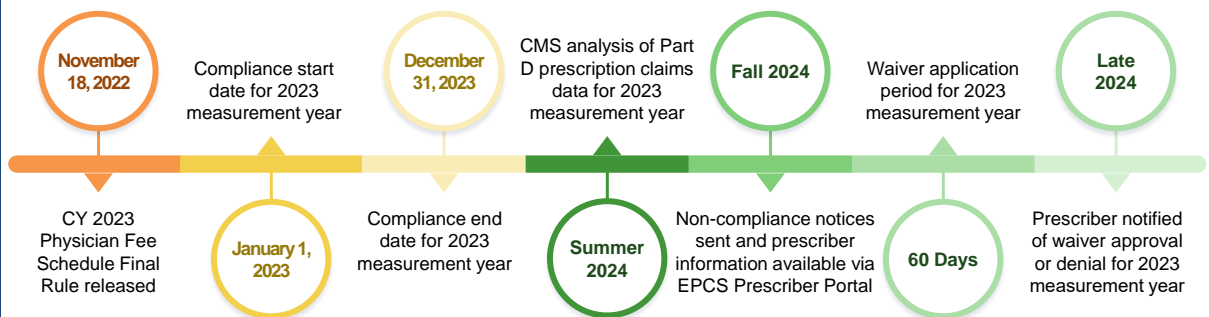 November
18, 2022
CY 2023
Physician Fee
Schedule Final
Rule released
Compliance start
date for 2023
measurement year
January 1,
2023
December
31, 2023
Compliance end
date for 2023
measurement year
CMS analysis of Part
D prescription claims
data for 2023
measurement year
Summer
2024
Fall 2024
Non-compliance notices
sent and prescriber
information available via
EPCS Prescriber Portal
Waiver application
period for 2023
measurement year
60 Days
Late
2024
Prescriber notified
of waiver approval
or denial for 2023
measurement year